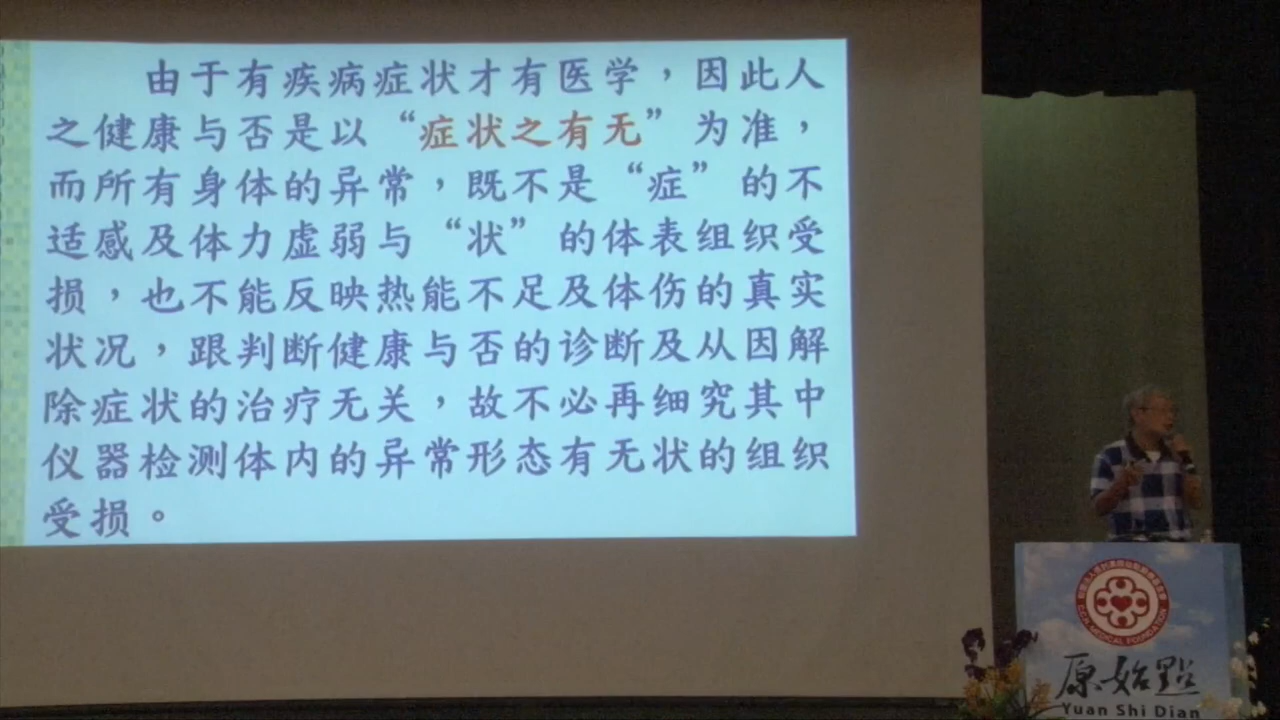 由于有疾病症状才有医学，因此人
之健康与否是以“症状之有无”为准，
而所有身体的异常，既不是“症”的不
适感及体力虚弱与“状”的体表组织受
损，也不能反映热能不足及体伤的真实
状况，跟判断健康与否的诊断及从因解
除症状的治疗无关，故不必再细究其中
仪器检测体内的异常形态有无状的组织
受损。
原始點
Yuan Shi Dian